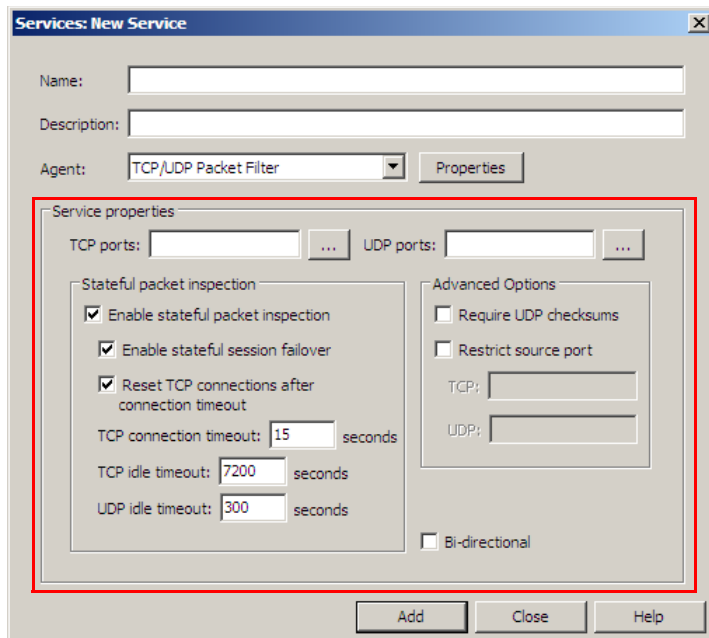 Services: New Service
Name:
Description:
Agent: TCP/UDP Packet Filter Properties
Service properties
TCP ports: ... UDP ports: ...
Stateful packet inspection
Enable stateful packet inspection
Enable stateful session failover
Reset TCP connections after
connection timeout
TCP connection timeout: 15 seconds
TCP idle timeout: 7200 seconds
UDP idle timeout: 300 seconds
Advanced Options
Require UDP checksums
Restrict source port
TCP:
UDP:
Bi-directional
Add Close Help